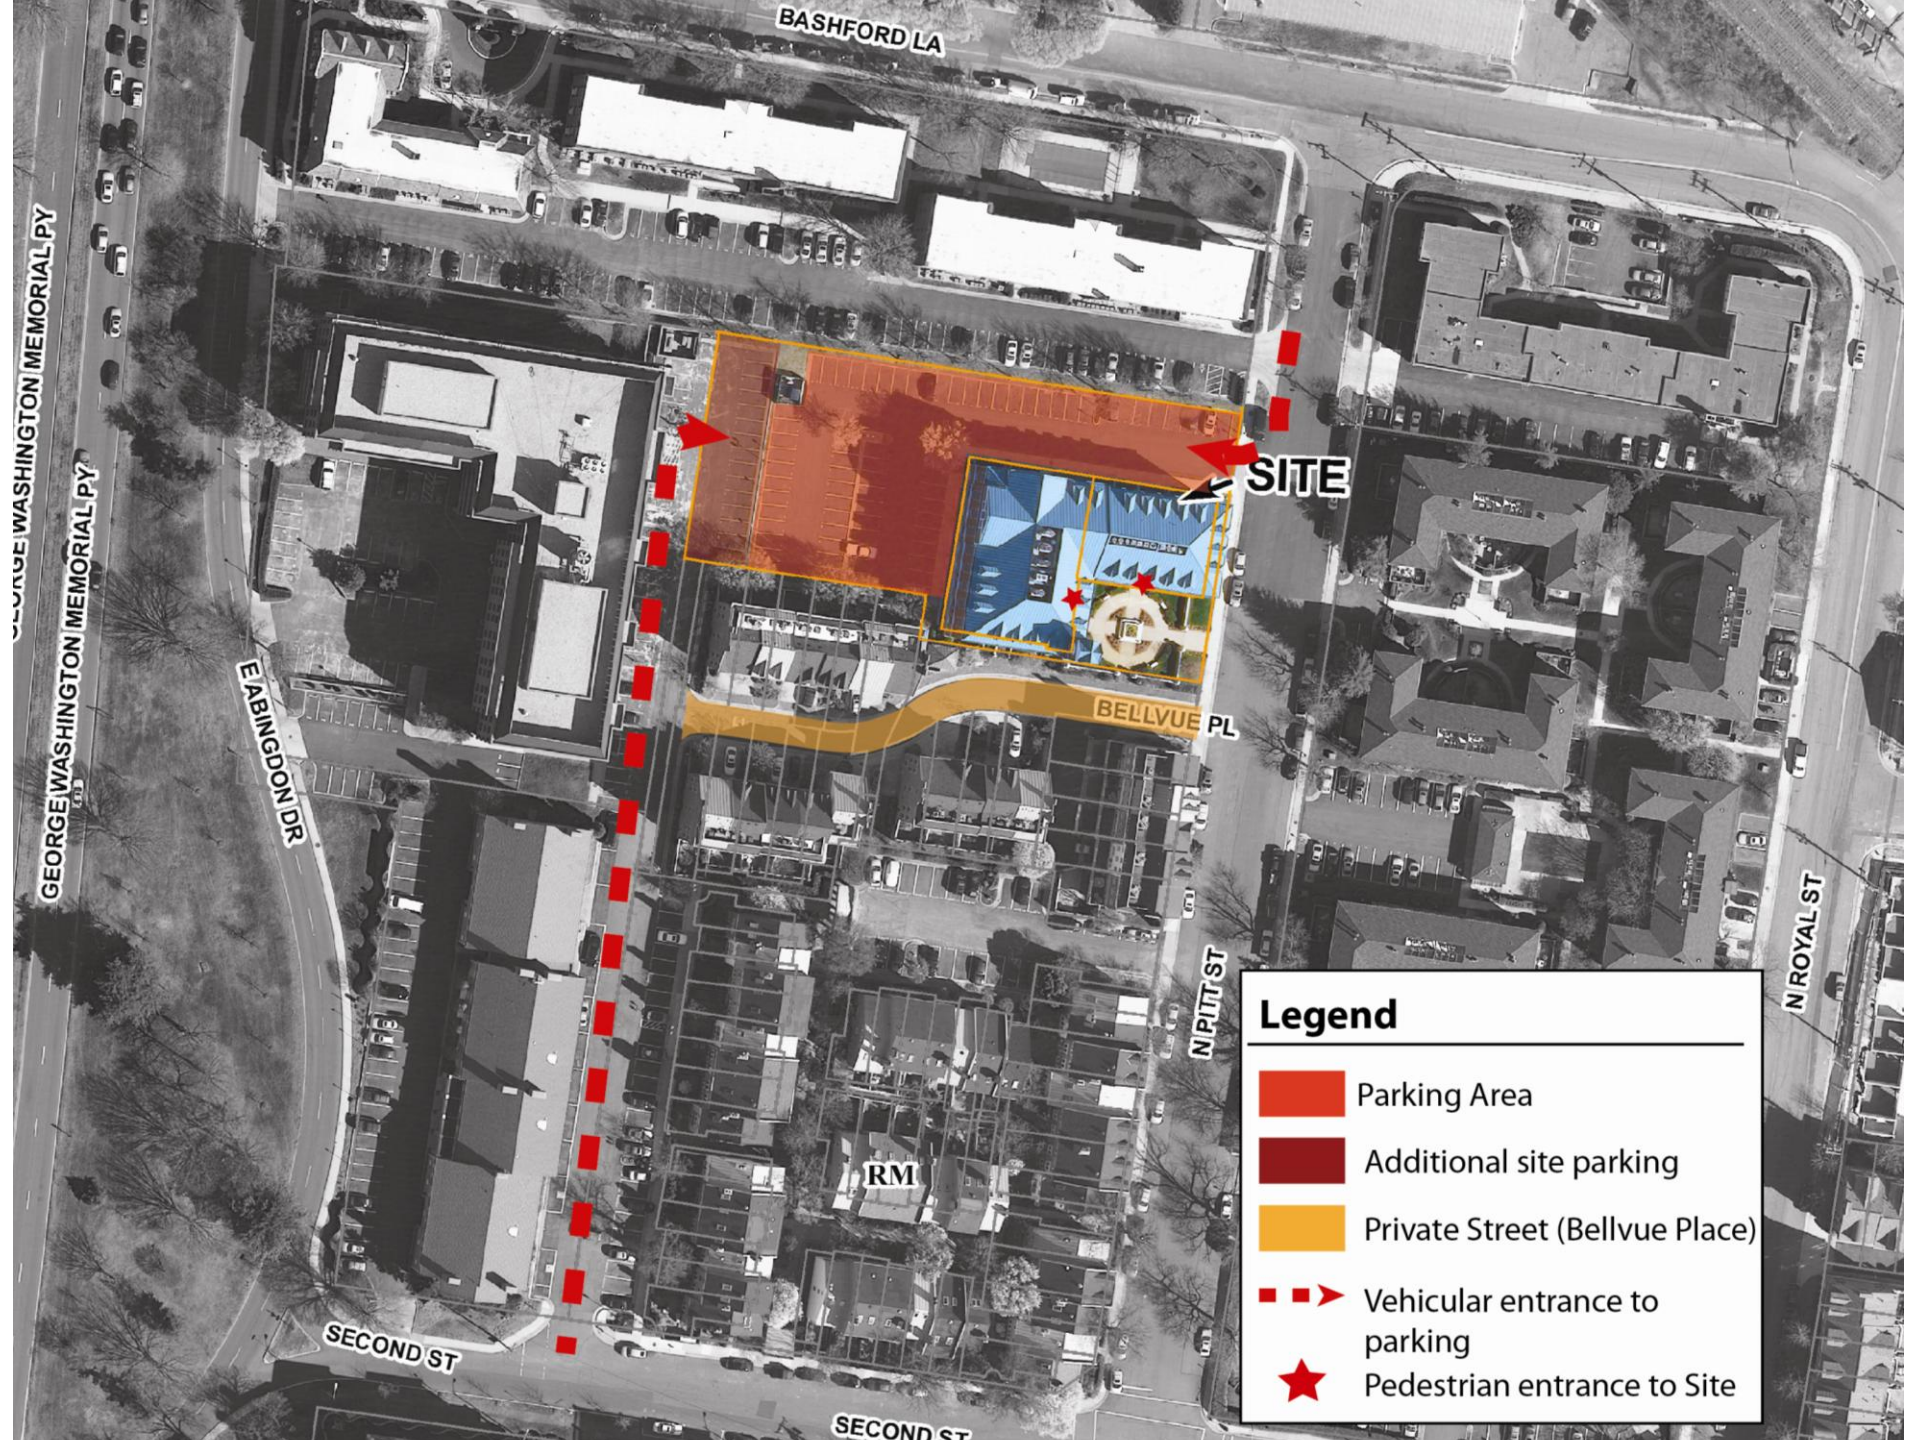 BASHFORD LA
GEORGE WASHINGTON MEMORIAL PY
GEORGE WASHINGTON MEMORIAL PY
SITE
E ABINGDON DR
BELLVUE PL
N PITT ST
N ROYAL ST
RM
SECOND ST
SECOND ST
Legend
Parking Area
Additional site parking
Private Street (Bellvue Place)
Vehicular entrance to
parking
Pedestrian entrance to Site